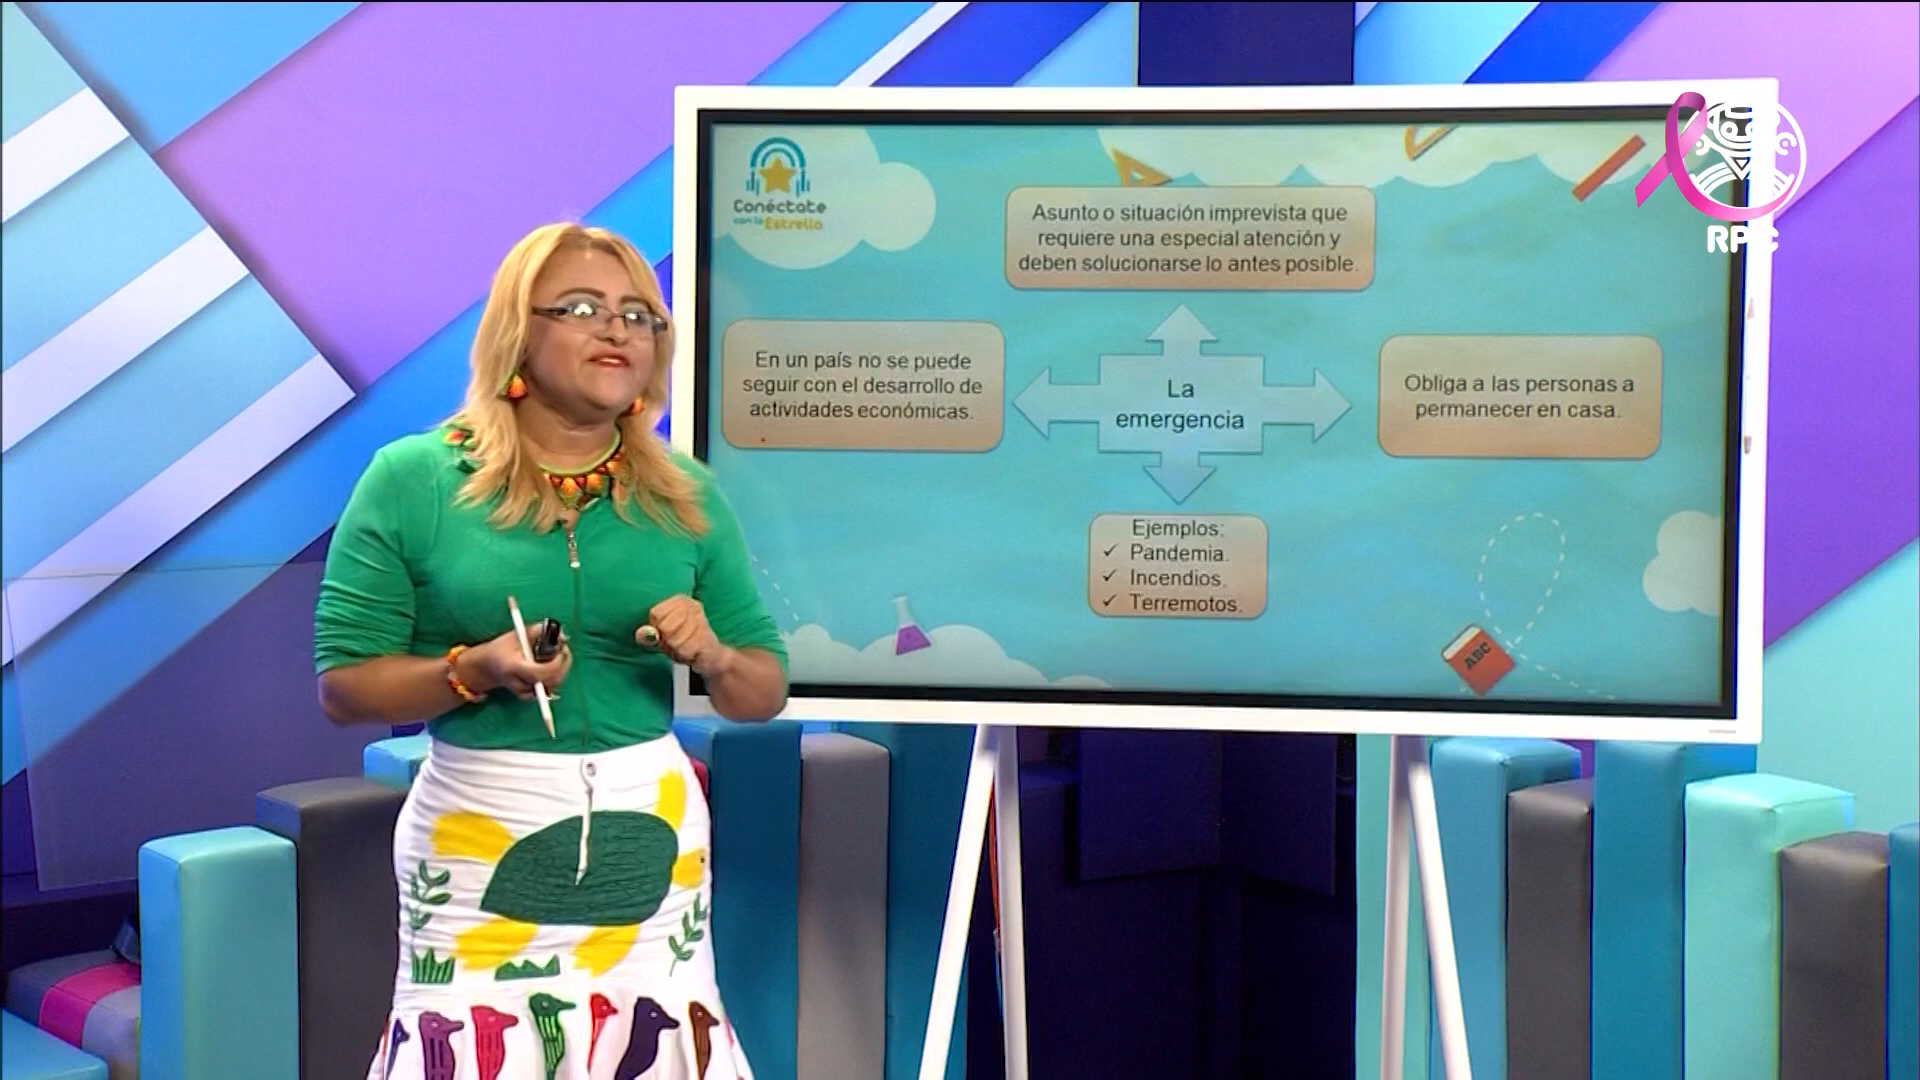 Conéctate
con la Estrella
RPC
Asunto o situación imprevista que
requiere una especial atención y
deben solucionarse lo antes posible.
En un país no se puede
seguir con el desarrollo de
actividades económicas.
La
emergencia
Obliga a las personas a
permanecer en casa.
Ejemplos:
✓ Pandemia.
✓ Incendios.
✓ Terremotos.
ABC